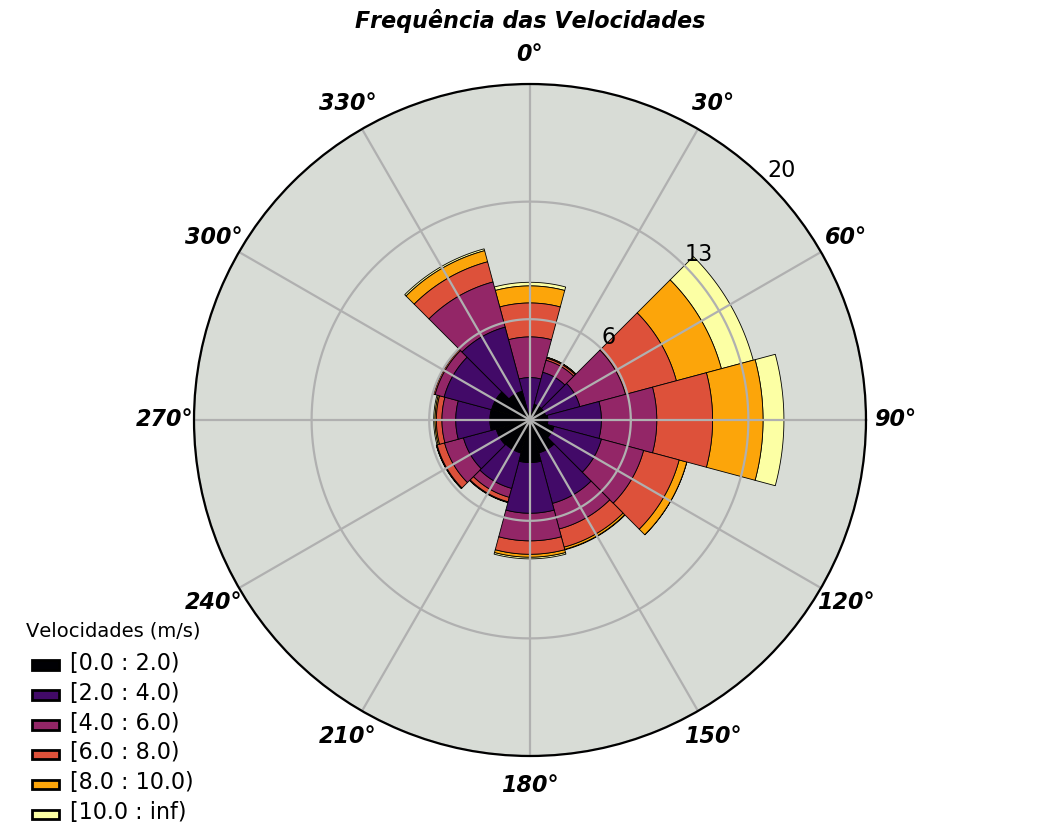 Frequência das Velocidades
0°
330°
30°
20
300°
60°
13
6
270°
90°
240°
120°
210°
150°
180°
Velocidades (m/s)
[0.0 : 2.0)
[2.0 : 4.0)
[4.0 : 6.0)
[6.0 : 8.0)
[8.0 : 10.0)
[10.0 : inf)